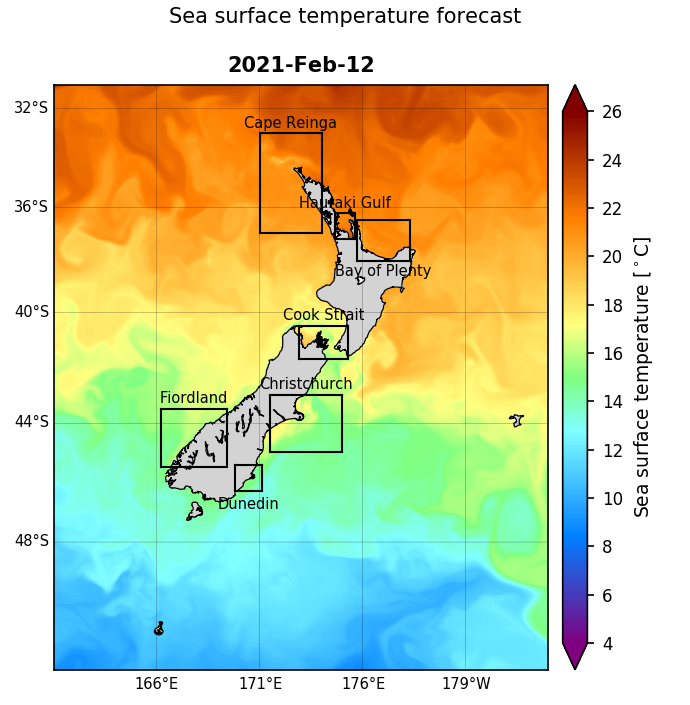 Sea surface temperature forecast
2021-Feb-12
32°S
36°S
40°S
44°S
48°S
166°E
171°E
176°E
179°W
Cape Reinga
Hauraki Gulf
Bay of Plenty
Cook Strait
Christchurch
Fiordland
Dunedin
26
24
22
20
18
16
14
12
10
8
6
4
Sea surface temperature [°C]